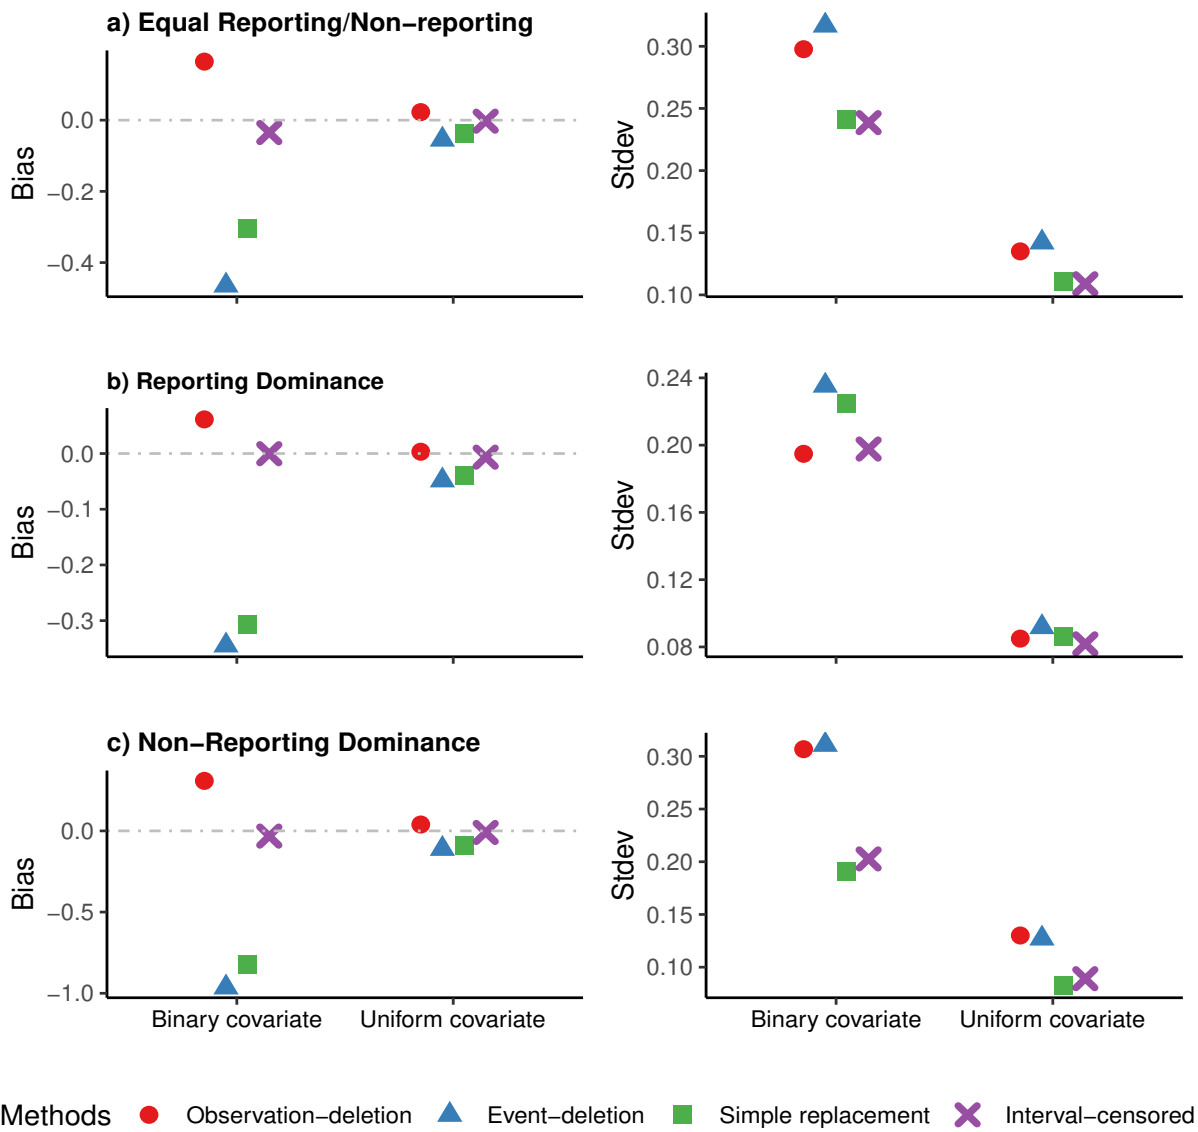 a) Equal Reporting/Non−reporting
Bias
0.0
−0.2
−0.4
Stdev
0.30
0.25
0.20
0.15
0.10
b) Reporting Dominance
Bias
0.0
−0.1
−0.2
−0.3
Stdev
0.24
0.20
0.16
0.12
0.08
c) Non−Reporting Dominance
Bias
0.0
−0.5
−1.0
Binary covariate
Uniform covariate
Stdev
0.30
0.25
0.20
0.15
0.10
Binary covariate
Uniform covariate
Methods Observation−deletion Event−deletion Simple replacement Interval−censored